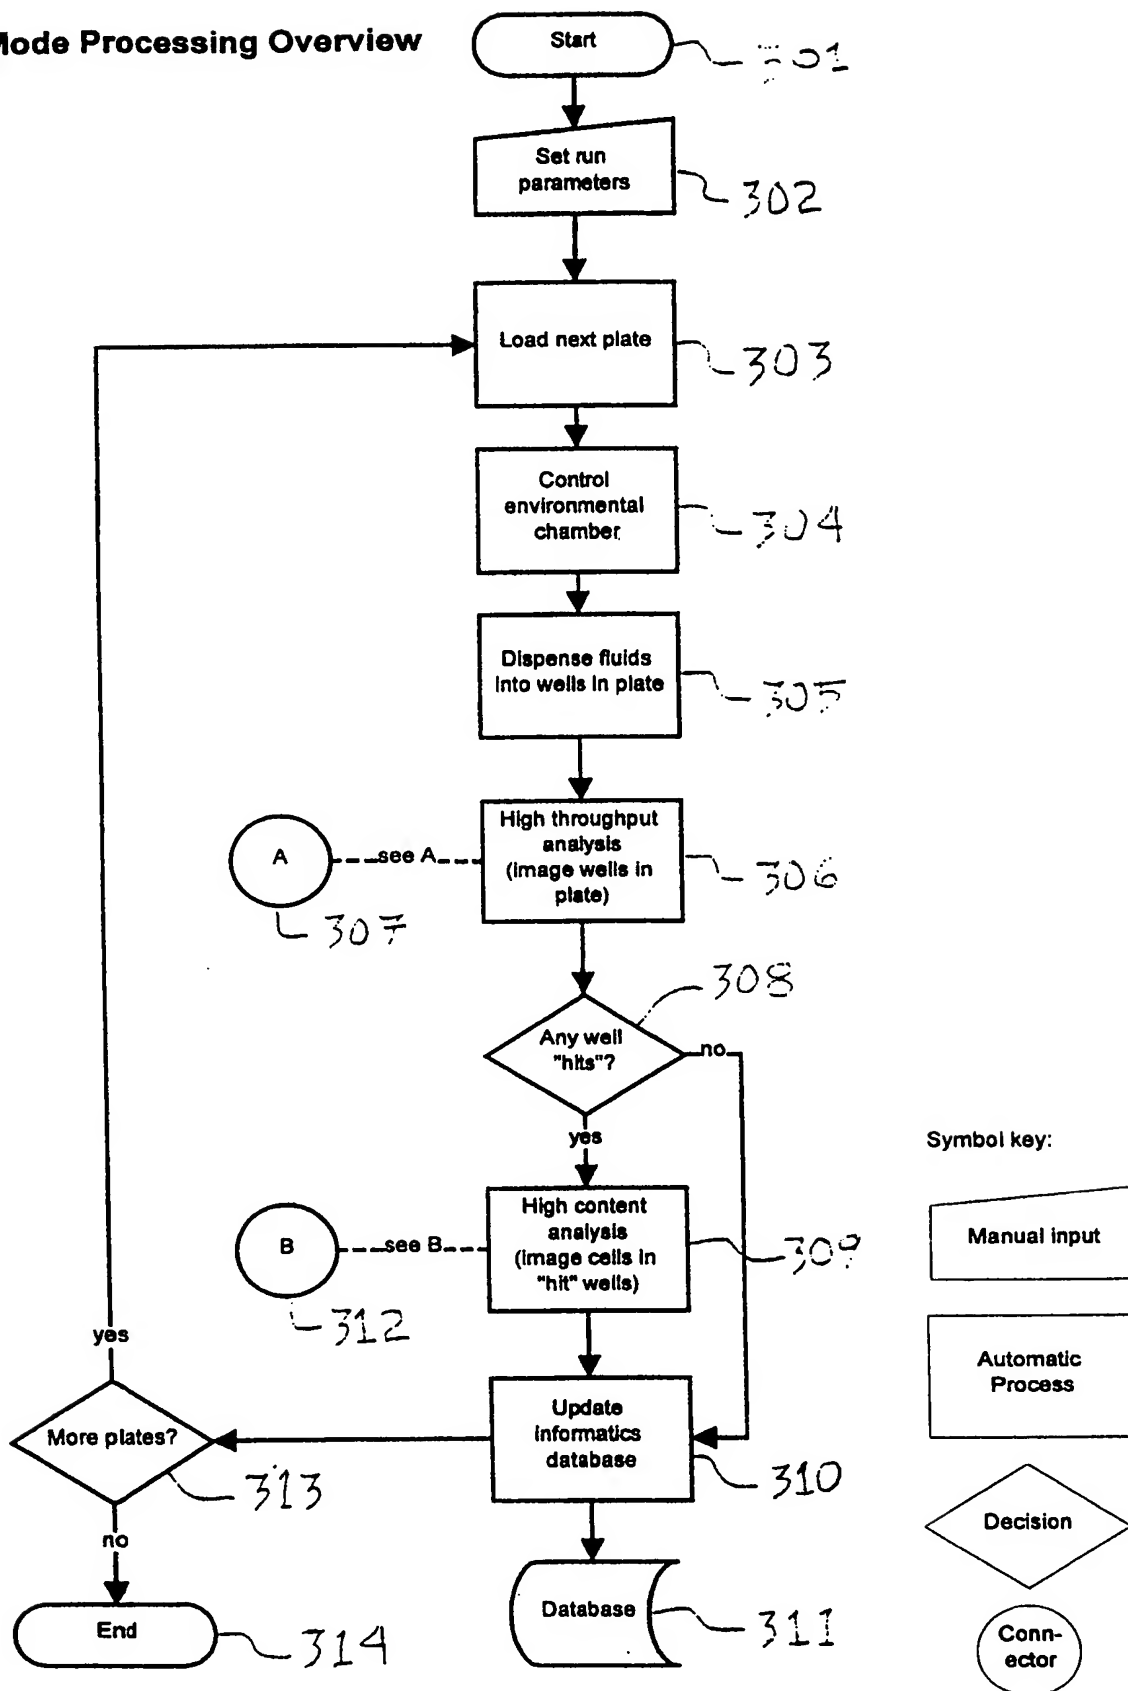 Mode Processing Overview
Start
301
Set run
parameters
302
Load next plate
303
Control
environmental
chamber
304
Dispense fluids
into wells in plate
305
High throughput
analysis
(image wells in
plate)
306
A
see A
307
308
Any well
"hits"?
no
yes
High content
analysis
(image cells in
"hit" wells)
309
B
see B
312
yes
More plates?
313
Update
informatics
database
310
no
End
314
Database
311
Symbol key:
Manual input
Automatic
Process
Decision
Conn-
ector